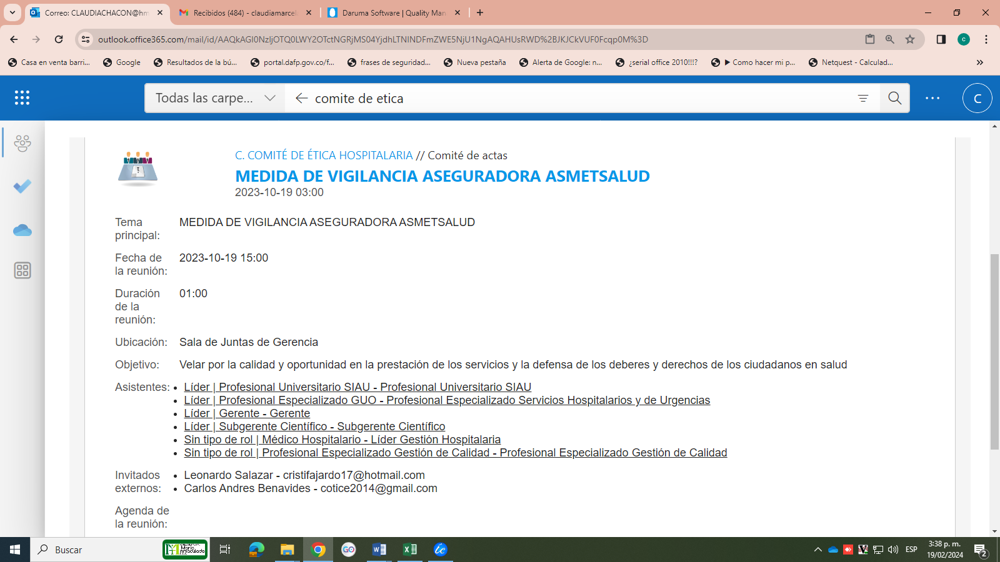 Correo: CLAUDIACHACON@hm
Recibidos (484) - claudiamarcel
Daruma Software | Quality Man
outlook.office365.com/mail/id/AAQkAGI0NzljOTQ0LWY2OTctNGRjMS04YjdhLTNINDFmZWE5NjU1NgAQAHUsRWD%2BJKJCkVUF0Fcqp0M%3D
Casa en venta barri...
Google
Resultados de la bú...
portal.dafp.gov.co/f...
frases de seguridad...
Nueva pestaña
Alerta de Google: n...
¿serial office 2010!!!?
▶ Como hacer mi p...
Netquest - Calculad...
Todas las carpe...
comite de etica
C
C. COMITÉ DE ÉTICA HOSPITALARIA // Comité de actas
MEDIDA DE VIGILANCIA ASEGURADORA ASMETSALUD
2023-10-19 03:00
Tema principal: MEDIDA DE VIGILANCIA ASEGURADORA ASMETSALUD
Fecha de la reunión: 2023-10-19 15:00
Duración de la reunión: 01:00
Ubicación: Sala de Juntas de Gerencia
Objetivo: Velar por la calidad y oportunidad en la prestación de los servicios y la defensa de los deberes y derechos de los ciudadanos en salud
Asistentes: • Líder | Profesional Universitario SIAU - Profesional Universitario SIAU
• Líder | Profesional Especializado GUO - Profesional Especializado Servicios Hospitalarios y de Urgencias
• Líder | Gerente - Gerente
• Líder | Subgerente Científico - Subgerente Científico
• Sin tipo de rol | Médico Hospitalario - Líder Gestión Hospitalaria
• Sin tipo de rol | Profesional Especializado Gestión de Calidad - Profesional Especializado Gestión de Calidad
Invitados externos: • Leonardo Salazar - cristifajardo17@hotmail.com
• Carlos Andres Benavides - cotice2014@gmail.com
Agenda de la reunión:
Buscar
María Inmaculada
GO
ESP
3:38 p. m.
19/02/2024
2